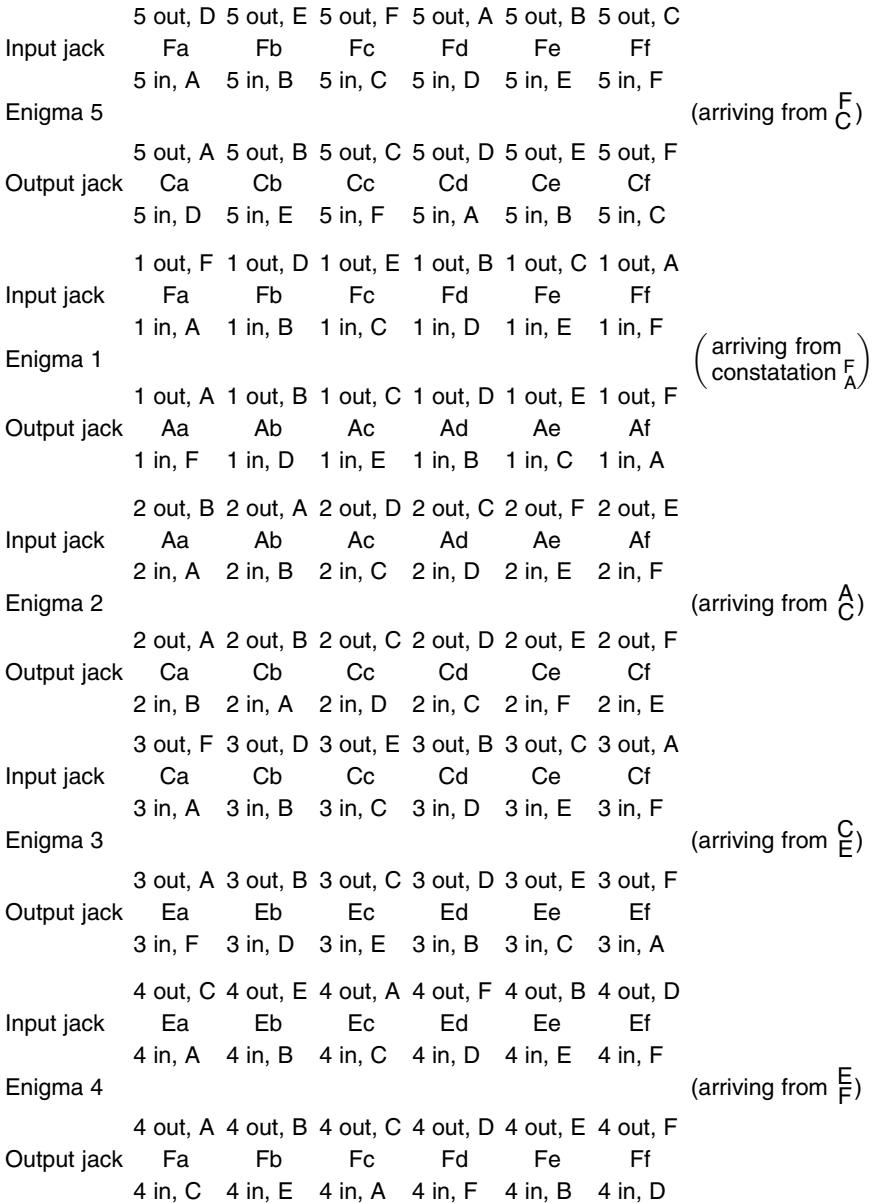 5 out, D 5 out, E 5 out, F 5 out, A 5 out, B 5 out, C
Input jack Fa Fb Fc Fd Fe Ff
5 in, A 5 in, B 5 in, C 5 in, D 5 in, E 5 in, F
Enigma 5 (arriving from F C)
5 out, A 5 out, B 5 out, C 5 out, D 5 out, E 5 out, F
Output jack Ca Cb Cc Cd Ce Cf
5 in, D 5 in, E 5 in, F 5 in, A 5 in, B 5 in, C
1 out, F 1 out, D 1 out, E 1 out, B 1 out, C 1 out, A
Input jack Fa Fb Fc Fd Fe Ff
1 in, A 1 in, B 1 in, C 1 in, D 1 in, E 1 in, F
Enigma 1 (arriving from
constatation F A)
1 out, A 1 out, B 1 out, C 1 out, D 1 out, E 1 out, F
Output jack Aa Ab Ac Ad Ae Af
1 in, F 1 in, D 1 in, E 1 in, B 1 in, C 1 in, A
2 out, B 2 out, A 2 out, D 2 out, C 2 out, F 2 out, E
Input jack Aa Ab Ac Ad Ae Af
2 in, A 2 in, B 2 in, C 2 in, D 2 in, E 2 in, F
Enigma 2 (arriving from A C)
2 out, A 2 out, B 2 out, C 2 out, D 2 out, E 2 out, F
Output jack Ca Cb Cc Cd Ce Cf
2 in, B 2 in, A 2 in, D 2 in, C 2 in, F 2 in, E
3 out, F 3 out, D 3 out, E 3 out, B 3 out, C 3 out, A
Input jack Ca Cb Cc Cd Ce Cf
3 in, A 3 in, B 3 in, C 3 in, D 3 in, E 3 in, F
Enigma 3 (arriving from C E)
3 out, A 3 out, B 3 out, C 3 out, D 3 out, E 3 out, F
Output jack Ea Eb Ec Ed Ee Ef
3 in, F 3 in, D 3 in, E 3 in, B 3 in, C 3 in, A
4 out, C 4 out, E 4 out, A 4 out, F 4 out, B 4 out, D
Input jack Ea Eb Ec Ed Ee Ef
4 in, A 4 in, B 4 in, C 4 in, D 4 in, E 4 in, F
Enigma 4 (arriving from E F)
4 out, A 4 out, B 4 out, C 4 out, D 4 out, E 4 out, F
Output jack Fa Fb Fc Fd Fe Ff
4 in, C 4 in, E 4 in, A 4 in, F 4 in, B 4 in, D